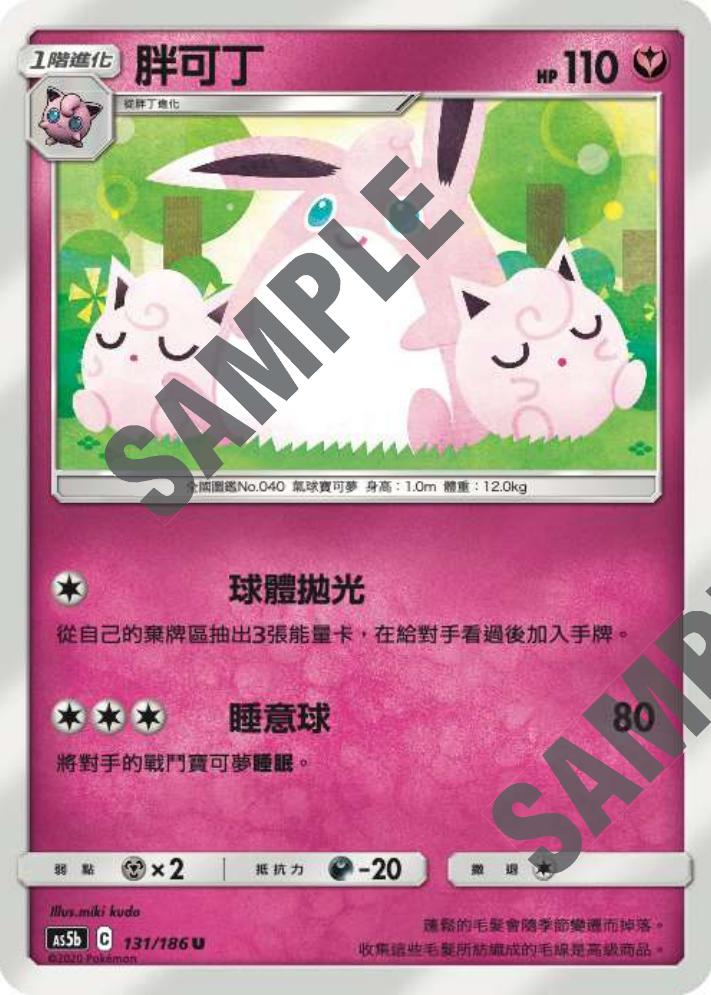 1階進化 胖可丁 HP 110
從胖丁進化
全國圖鑑No.040 氣球寶可夢 身高：1.0m 體重：12.0kg
SAMPLE
球體拋光
從自己的棄牌區抽出3張能量卡，在給對手看過後加入手牌。
睡意球 80
將對手的戰鬥寶可夢睡眠。
SAMPLE
弱點 ×2 抵抗力 -20 撤退
Illus.miki kudo
AS5b C 131/186 U
©2020 Pokémon
蓬鬆的毛髮會隨季節變遷而掉落。
收集這些毛髮所紡織成的毛線是高級商品。